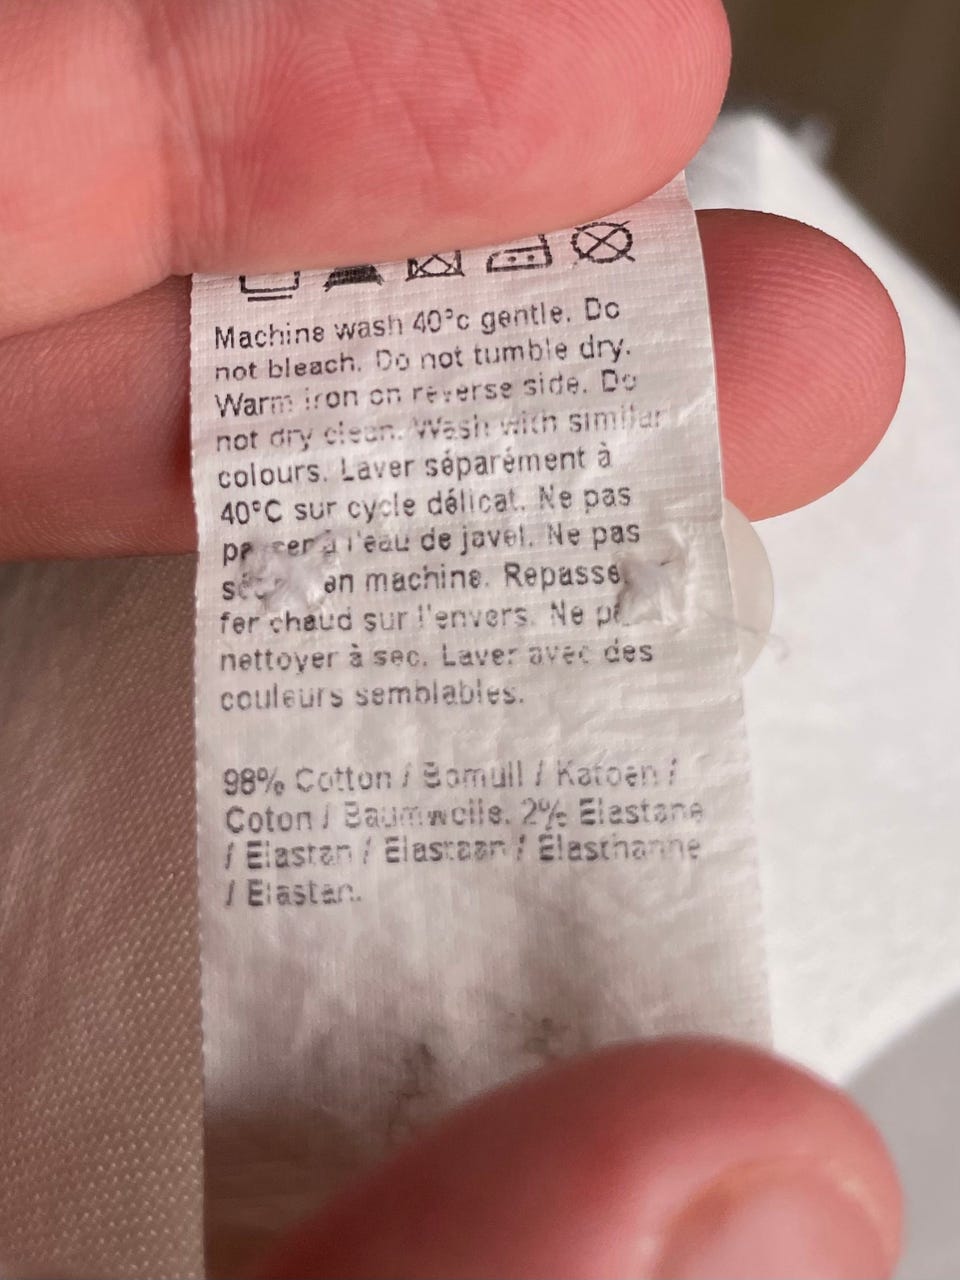 Machine wash 40°c gentle. Do
not bleach. Do not tumble dry.
Warm iron on reverse side. Do
not dry clean. Wash with similar
colours. Laver séparément à
40°C sur cycle délicat. Ne pas
l'eau de javel. Ne pas
en machine. Repasser
fer chaud sur l'envers. Ne
nettoyer à sec. Laver avec des
couleurs semblables.
98% Cotton / Bomull / Katoen /
Coton / Baumwolle. 2% Elastane
/ Elastan / Elastaan / Elasthanne
/ Elastan.